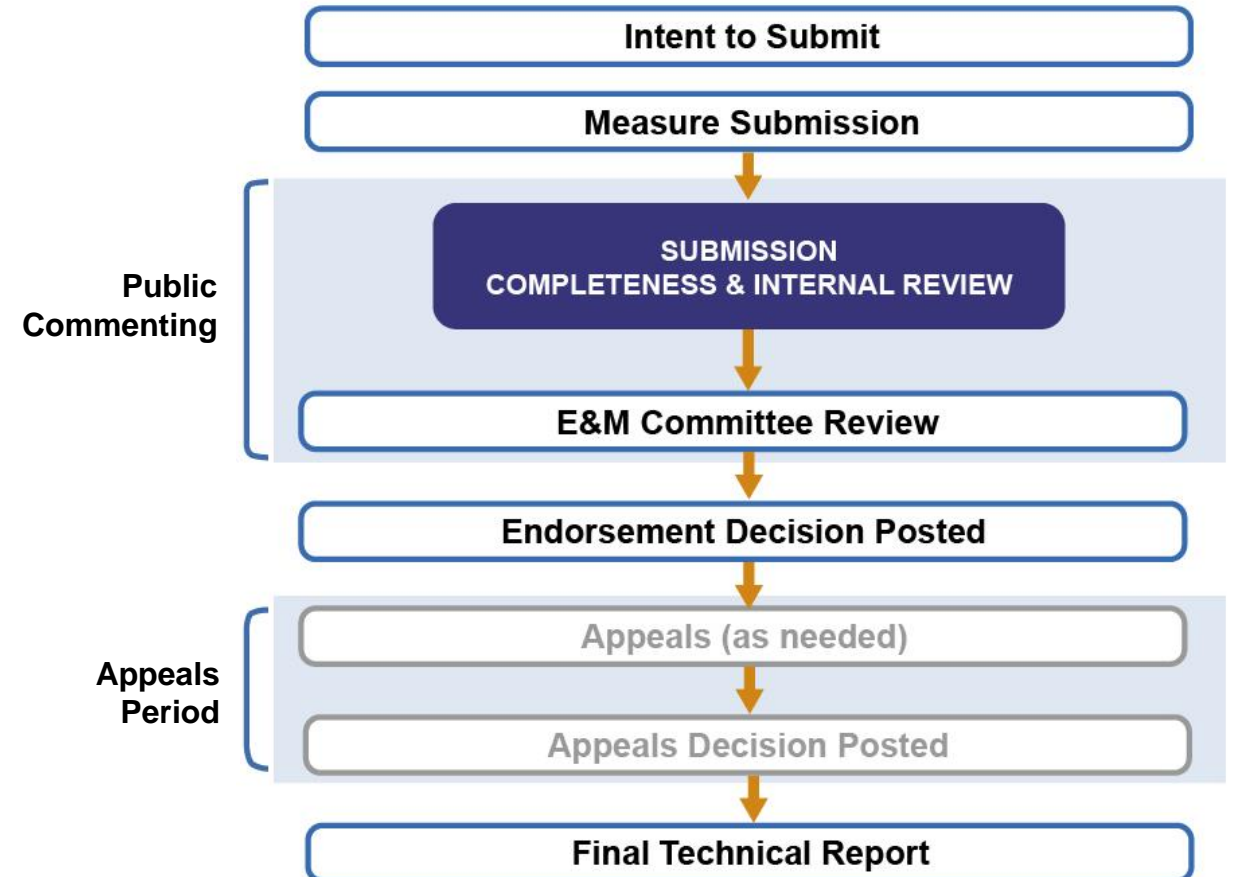 Intent to Submit
Measure Submission
Public
Commenting
SUBMISSION
COMPLETENESS & INTERNAL REVIEW
E&M Committee Review
Endorsement Decision Posted
Appeals
Period
Appeals (as needed)
Appeals Decision Posted
Final Technical Report